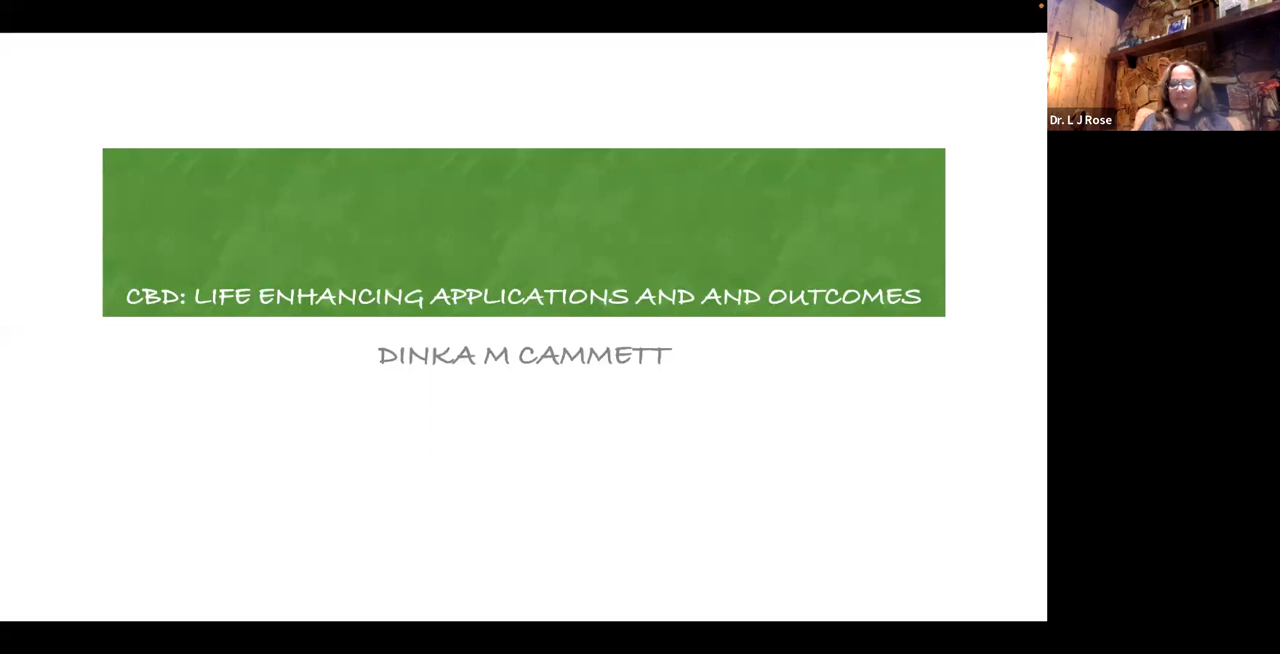 CBD: LIFE ENHANCING APPLICATIONS AND AND OUTCOMES
DINKA M CAMMETT
Dr. L J Rose